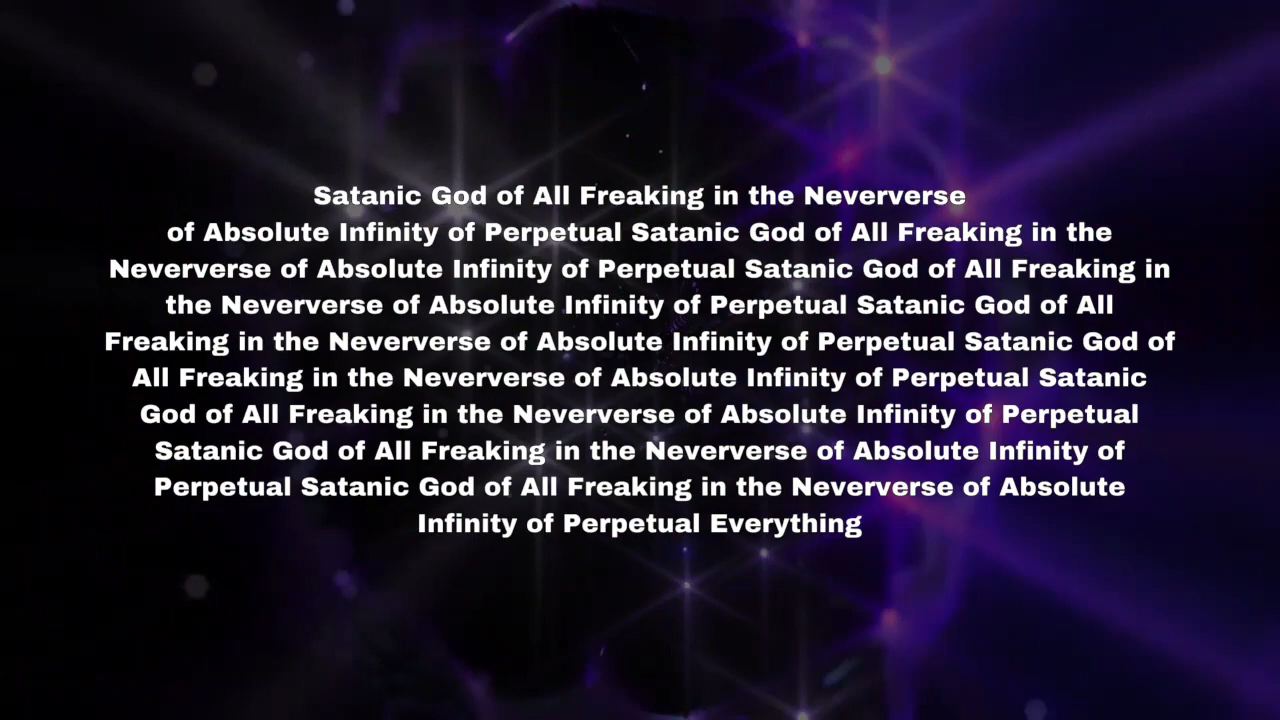 Satanic God of All Freaking in the Neververse
of Absolute Infinity of Perpetual Satanic God of All Freaking in the
Neververse of Absolute Infinity of Perpetual Satanic God of All Freaking in
the Neververse of Absolute Infinity of Perpetual Satanic God of All
Freaking in the Neververse of Absolute Infinity of Perpetual Satanic God of
All Freaking in the Neververse of Absolute Infinity of Perpetual Satanic
God of All Freaking in the Neververse of Absolute Infinity of Perpetual
Satanic God of All Freaking in the Neververse of Absolute Infinity of
Perpetual Satanic God of All Freaking in the Neververse of Absolute
Infinity of Perpetual Everything